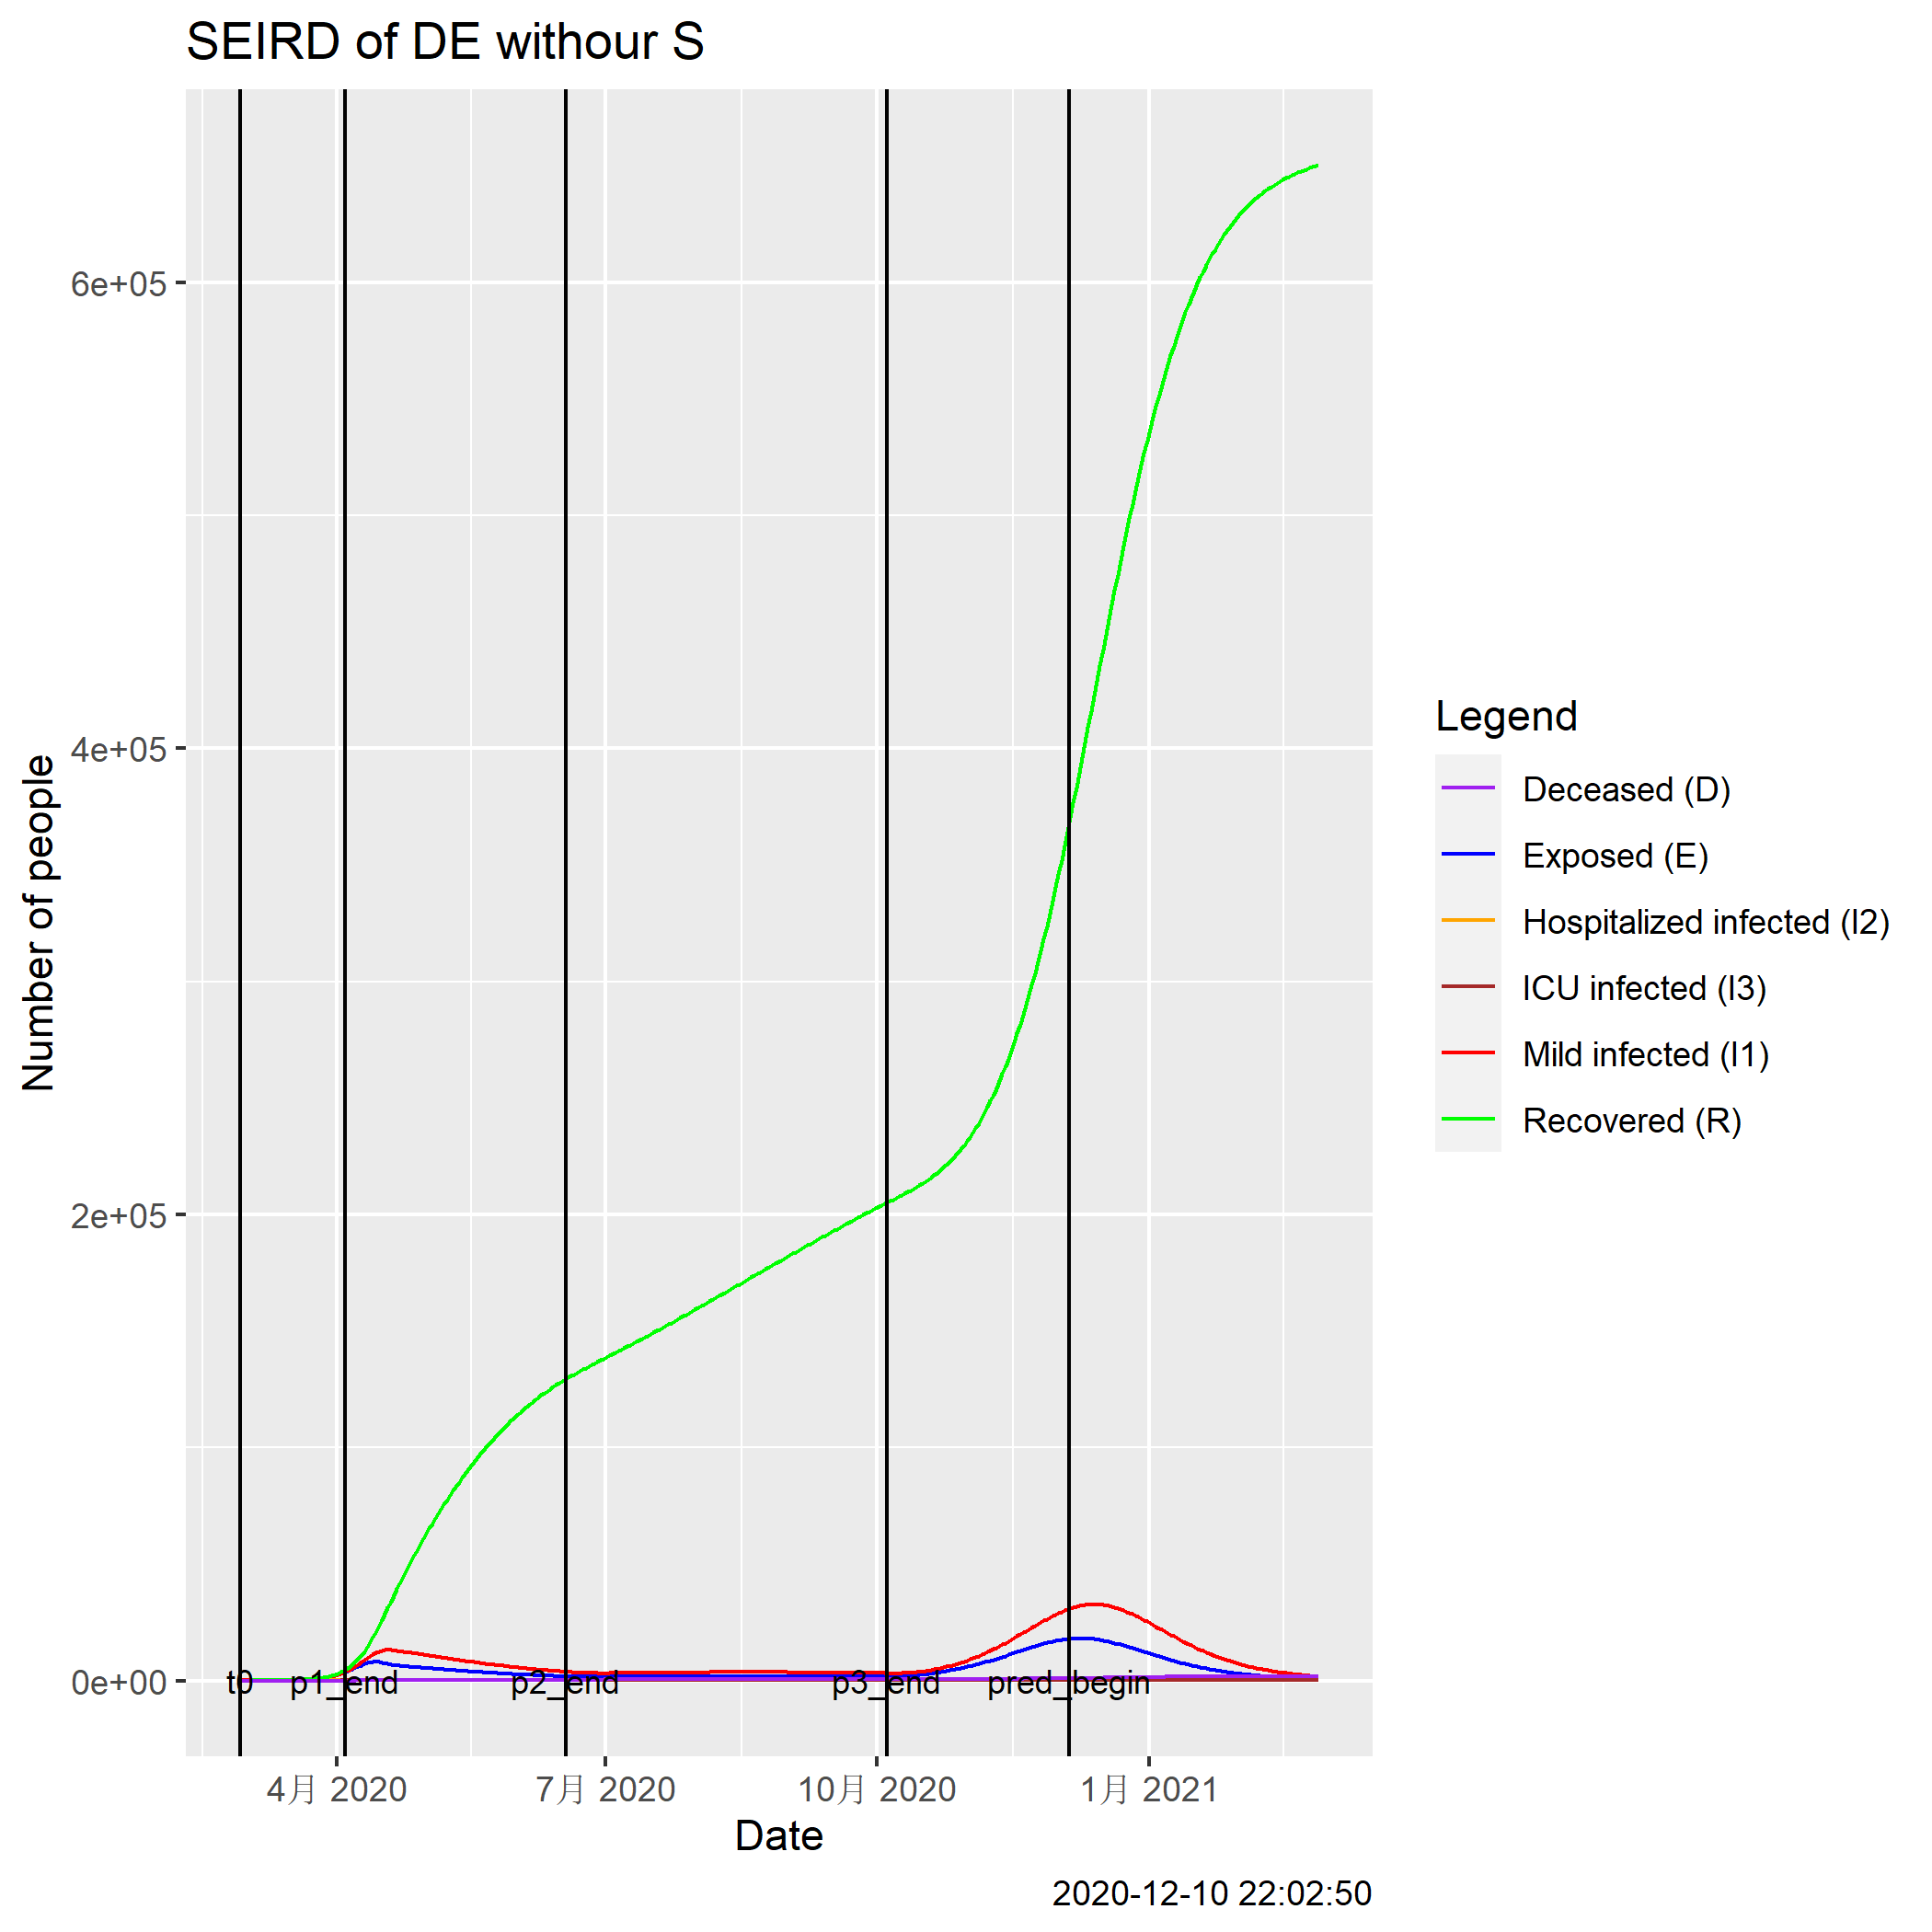 SEIRD of DE withour S
Number of people
6e+05
4e+05
2e+05
0e+00
t0
p1_end
p2_end
p3_end
pred_begin
4月 2020
7月 2020
10月 2020
1月 2021
Date
Legend
Deceased (D)
Exposed (E)
Hospitalized infected (I2)
ICU infected (I3)
Mild infected (I1)
Recovered (R)
2020-12-10 22:02:50